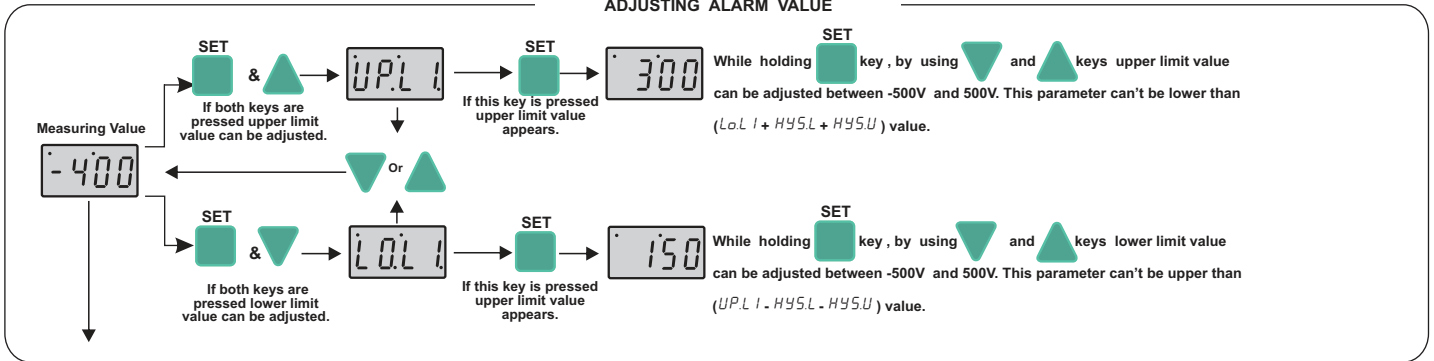 ADJUSTING ALARM VALUE
Measuring Value
-400
SET
&
If both keys are
pressed upper limit
value can be adjusted.
UP.L1.
SET
If this key is pressed
upper limit value
appears.
300
SET
While holding key , by using and keys upper limit value
can be adjusted between -500V and 500V. This parameter can't be lower than
(Lo.L1 + HYS.L + HYS.U ) value.
Or
SET
&
If both keys are
pressed lower limit
value can be adjusted.
LO.L1.
SET
If this key is pressed
upper limit value
appears.
150
SET
While holding key , by using and keys lower limit value
can be adjusted between -500V and 500V. This parameter can't be upper than
(UP.L1 - HYS.L - HYS.U ) value.